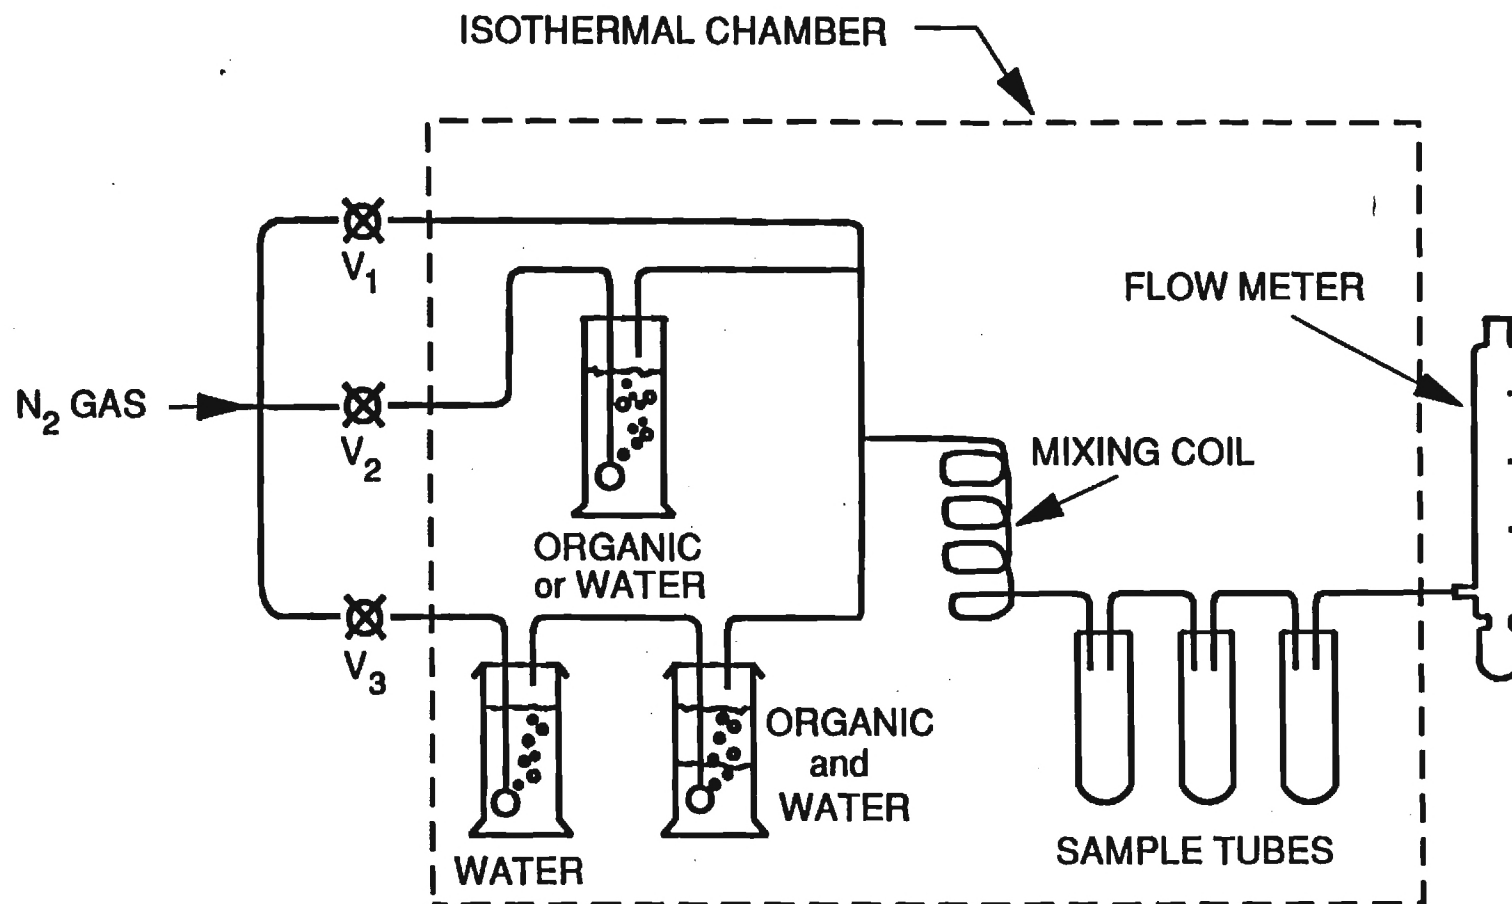 ISOTHERMAL CHAMBER
V1
FLOW METER
N2 GAS
V2
MIXING COIL
ORGANIC
or WATER
V3
ORGANIC
and
WATER
WATER
SAMPLE TUBES